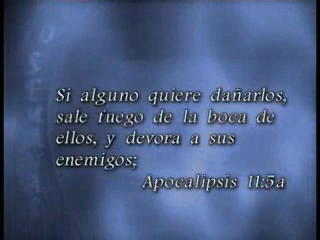 Si alguno quiere dañarlos,
sale fuego de la boca de
ellos, y devora a sus
enemigos;
Apocalipsis 11:5a